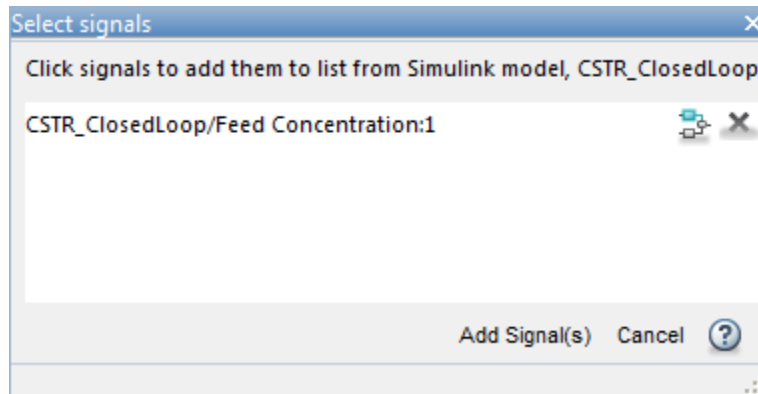 Select signals
Click signals to add them to list from Simulink model, CSTR_ClosedLoop
CSTR_ClosedLoop/Feed Concentration:1
Add Signal(s) Cancel ?